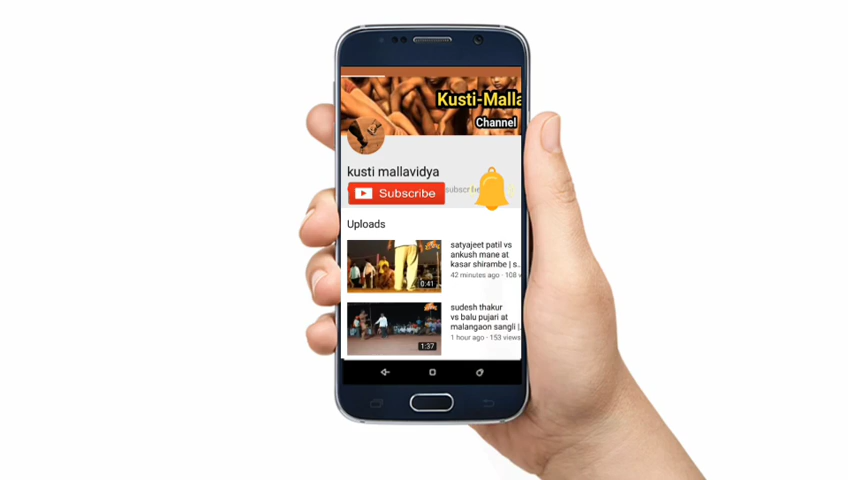 Kusti-Malla
Channel
kusti mallavidya
Subscribe
subscribe
Uploads
satyajeet patil vs
ankush mane at
kasar shirambe | s..
42 minutes ago · 108 v
0:41
sudesh thakur
vs balu pujari at
malangaon sangli |..
1 hour ago · 153 views
1:37